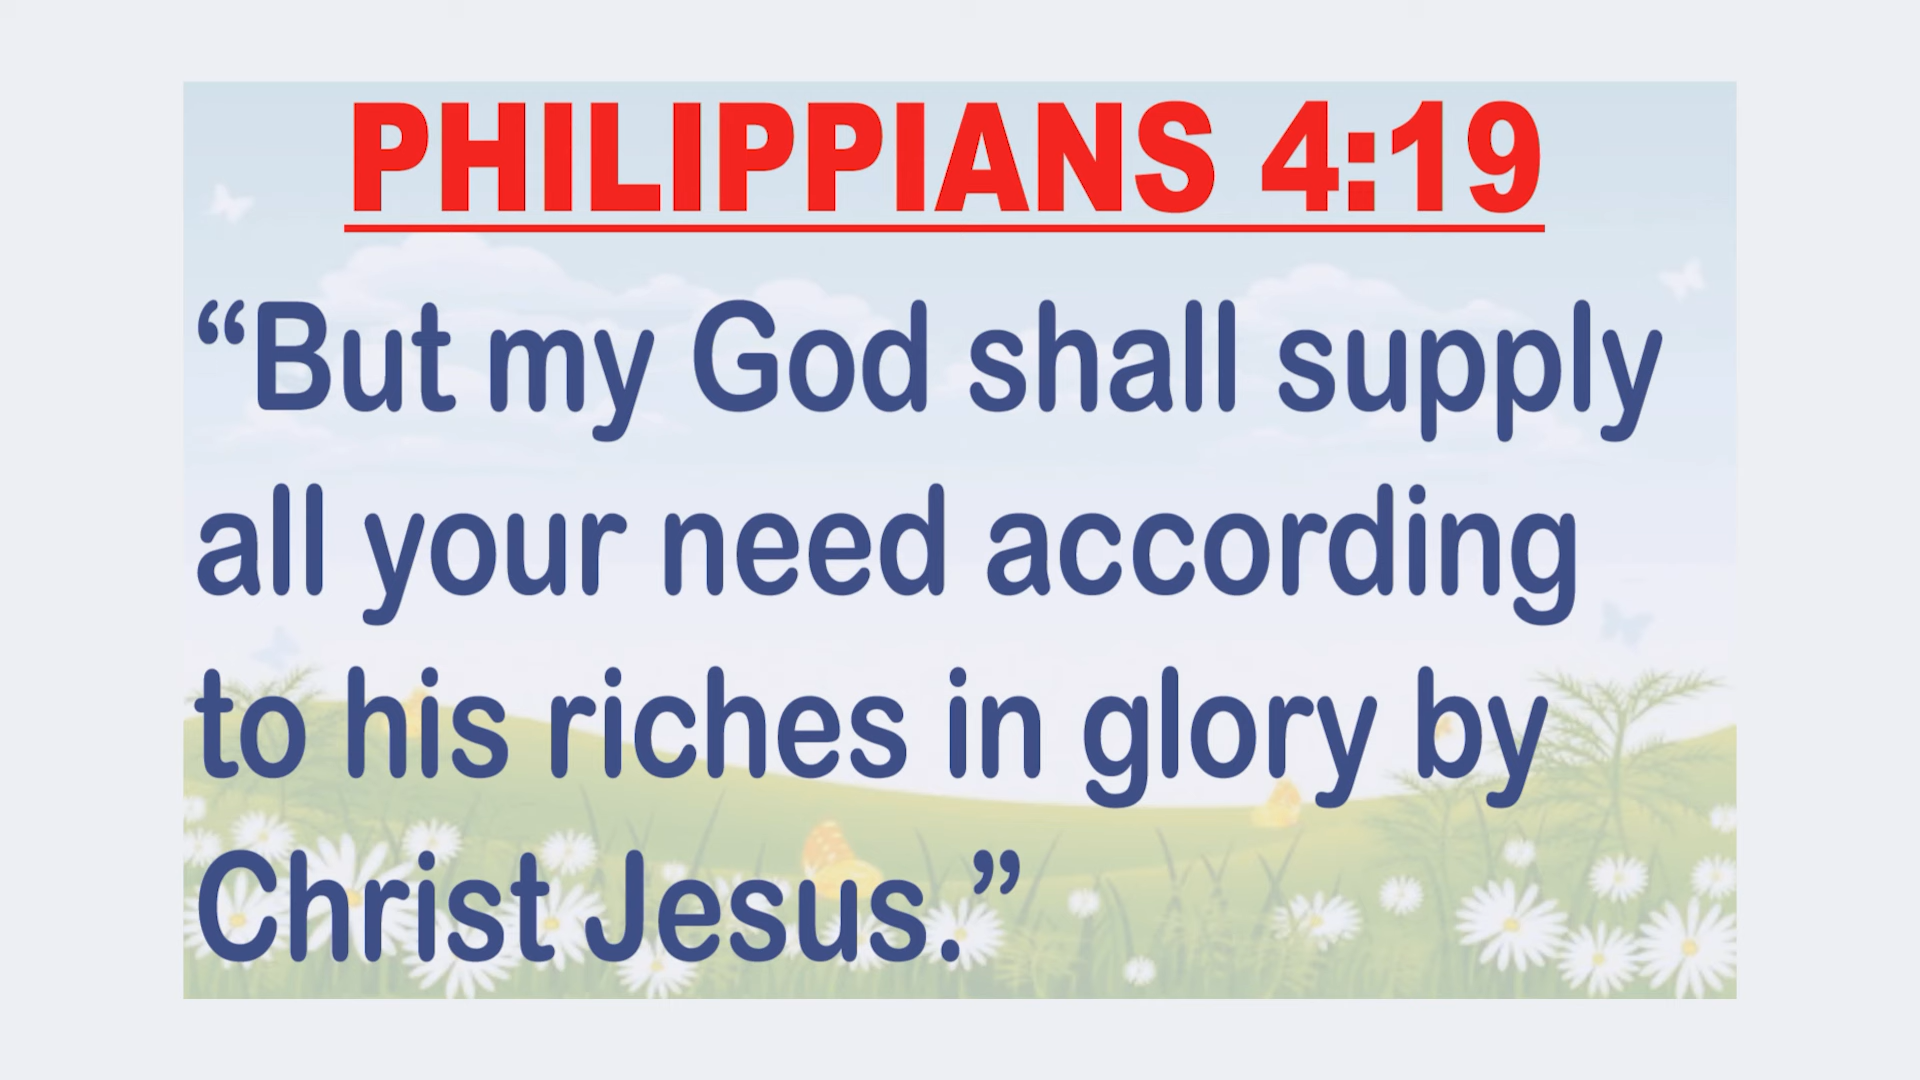 PHILIPPIANS 4:19
“But my God shall supply
all your need according
to his riches in glory by
Christ Jesus.”